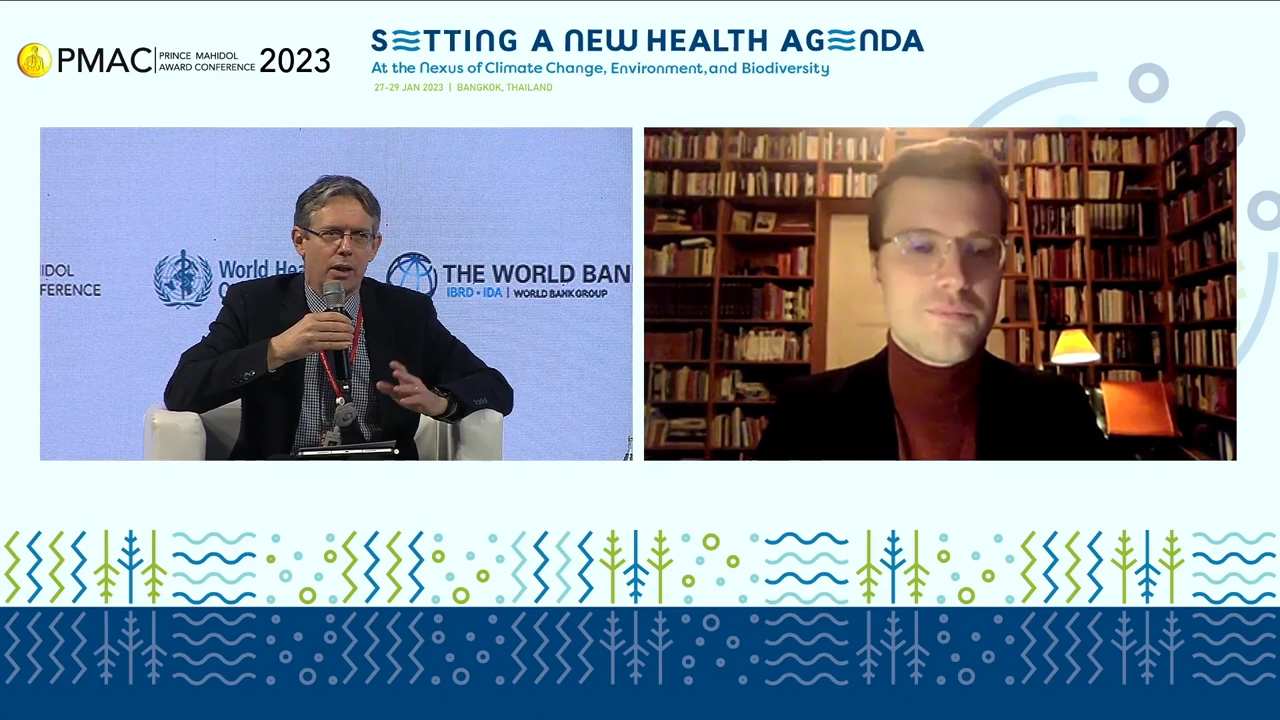 PMAC
PRINCE MAHIDOL
AWARD CONFERENCE
2023
SETTING A NEW HEALTH AGENDA
At the Nexus of Climate Change, Environment, and Biodiversity
27-29 JAN 2023 | BANGKOK, THAILAND
IDOL
FERENCE
World Hea
O
THE WORLD BAN
IBRD • IDA | WORLD BANK GROUP